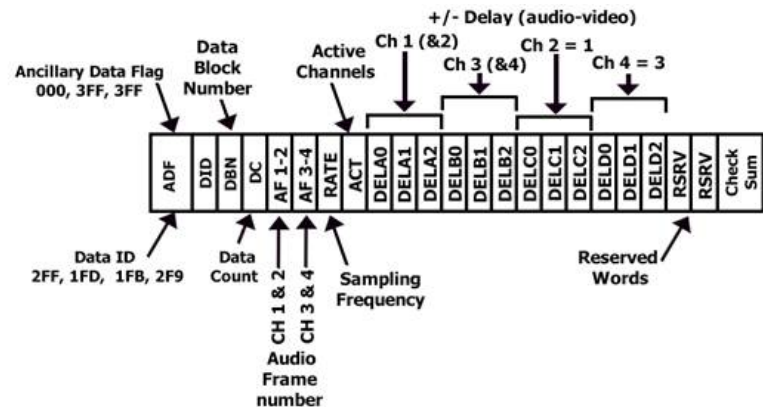 +/- Delay (audio-video)
Ch 1 (&2)
Ch 2 = 1
Ch 3 (&4)
Ch 4 = 3
Data
Block
Number
Active
Channels
Ancillary Data Flag
000, 3FF, 3FF
ADF
DID
DBN
DC
AF 1-2
AF 3-4
RATE
ACT
DELA0
DELA1
DELA2
DELB0
DELB1
DELB2
DELC0
DELC1
DELC2
DELD0
DELD1
DELD2
RSRV
RSRV
Check
Sum
Data ID
2FF, 1FD, 1FB, 2F9
Data
Count
CH 1 & 2
CH 3 & 4
Audio
Frame
number
Sampling
Frequency
Reserved
Words